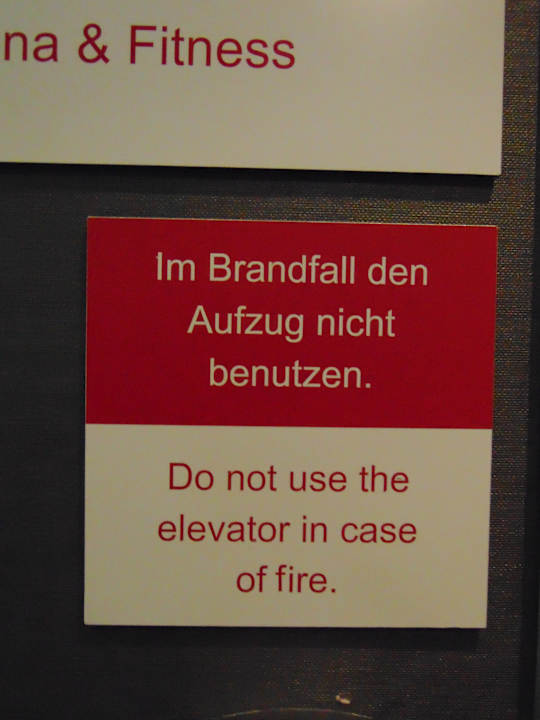 na & Fitness
Im Brandfall den
Aufzug nicht
benutzen.
Do not use the
elevator in case
of fire.